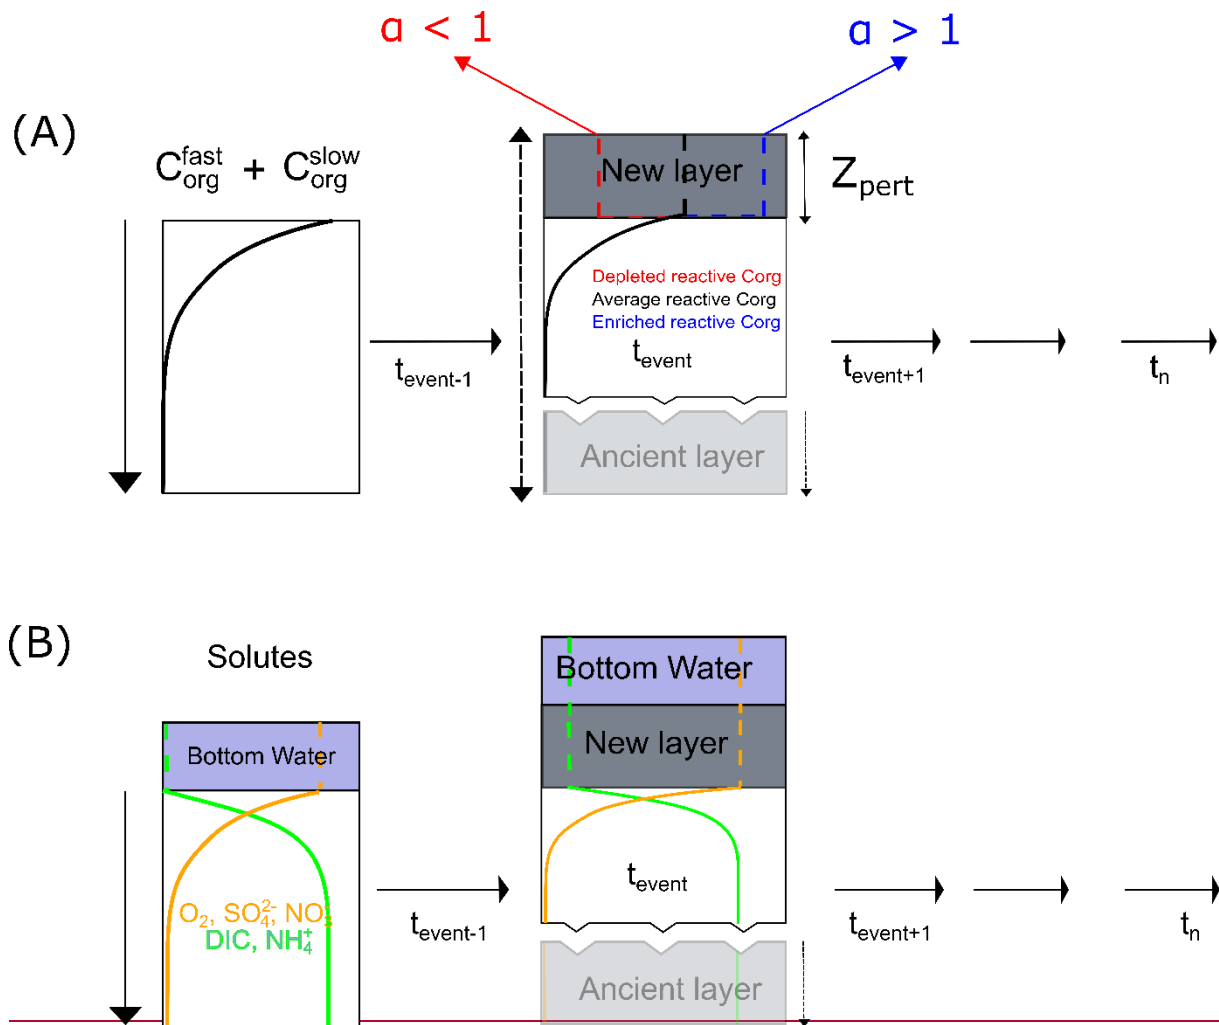 α < 1
α > 1
(A)
C_org^fast + C_org^slow
New layer
Z_pert
Depleted reactive Corg
Average reactive Corg
Enriched reactive Corg
t_event-1
t_event
t_event+1
t_n
Ancient layer
(B)
Solutes
Bottom Water
Bottom Water
New layer
O₂, SO₄²⁻, NO₃⁻
DIC, NH₄⁺
t_event-1
t_event
t_event+1
t_n
Ancient layer